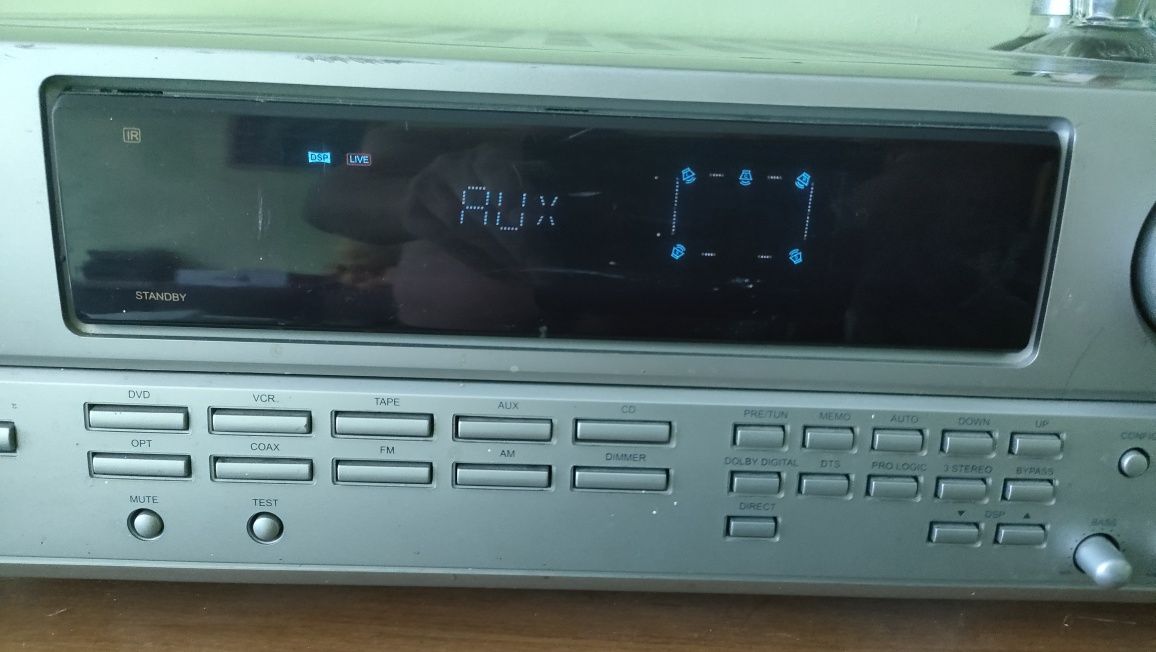 IR
DSP LIVE
AUX
STANDBY
DVD VCR TAPE AUX CD
OPT COAX FM AM DIMMER
MUTE TEST
PRE/TUN MEMO AUTO DOWN UP
DOLBY DIGITAL DTS PRO LOGIC 3 STEREO BYPASS
DIRECT ▼ DSP ▲
BASS